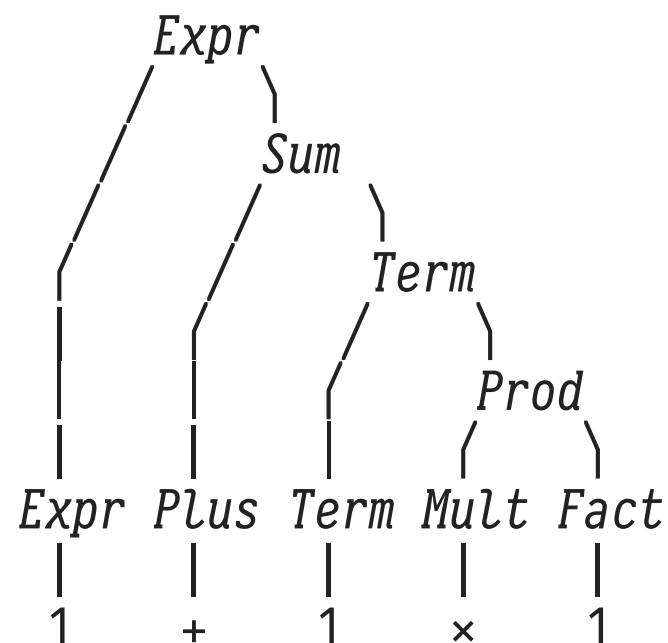 Expr
Sum
Term
Prod
Expr Plus Term Mult Fact
1 + 1 × 1